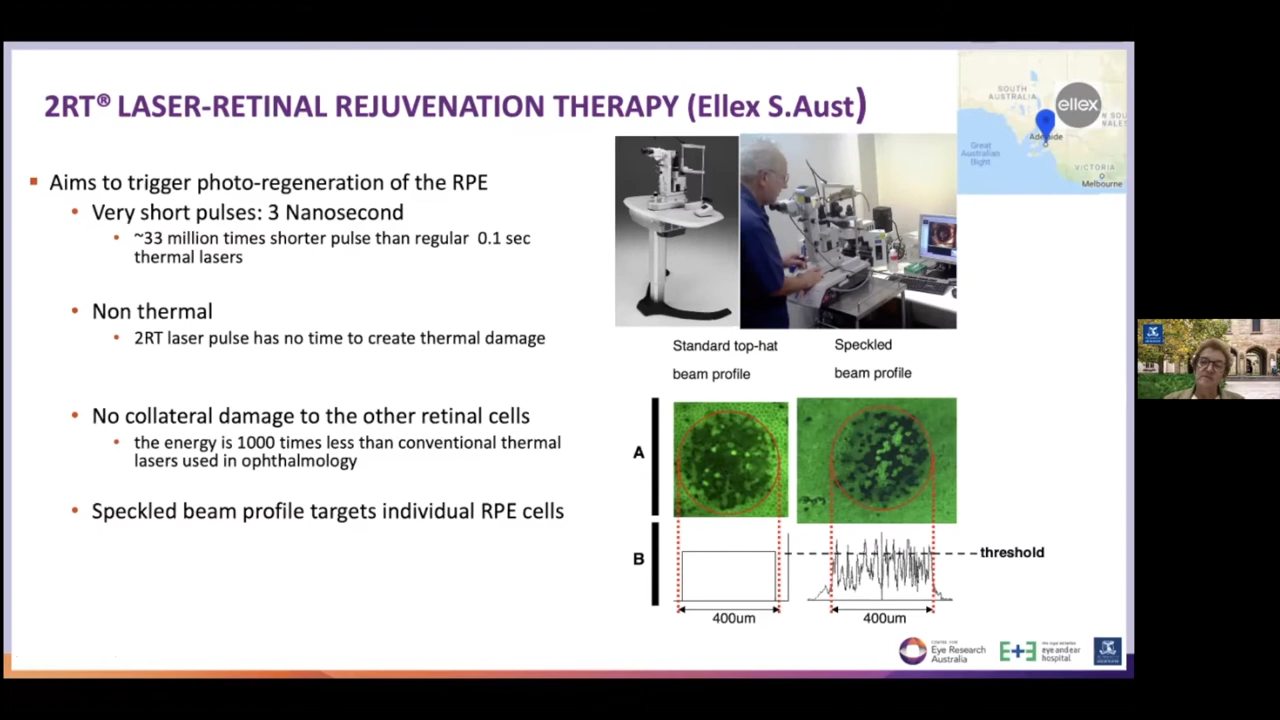 2RT® LASER-RETINAL REJUVENATION THERAPY (Ellex S.Aust)
▪ Aims to trigger photo-regeneration of the RPE
• Very short pulses: 3 Nanosecond
• ~33 million times shorter pulse than regular 0.1 sec
thermal lasers
• Non thermal
• 2RT laser pulse has no time to create thermal damage
• No collateral damage to the other retinal cells
• the energy is 1000 times less than conventional thermal
lasers used in ophthalmology
• Speckled beam profile targets individual RPE cells
SOUTH
AUSTRALIA
ellex
N SOU
WALES
Adelaide
Great
Australian
Bight
VICTORIA
Melbourne
Standard top-hat
beam profile
Speckled
beam profile
A
B
threshold
400um
400um
CENTRE FOR
Eye Research
Australia
E+E
eye and ear
hospital